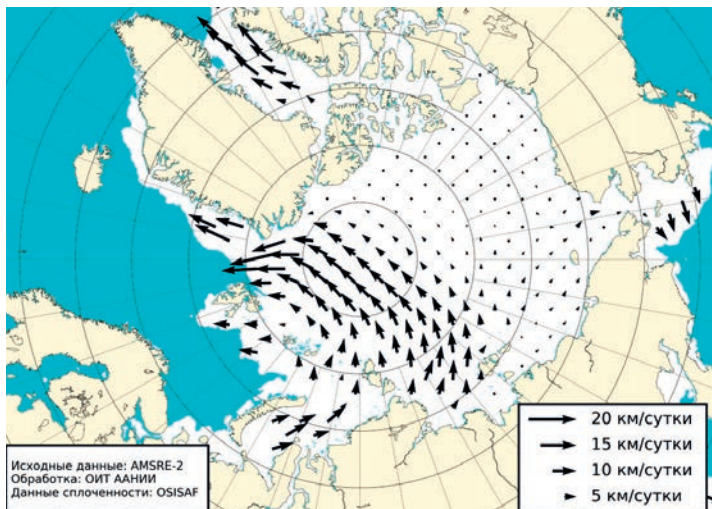 Исходные данные: AMSRE-2
Обработка: ОИТ ААНИИ
Данные сплоченности: OSISAF
20 км/сутки
15 км/сутки
10 км/сутки
5 км/сутки